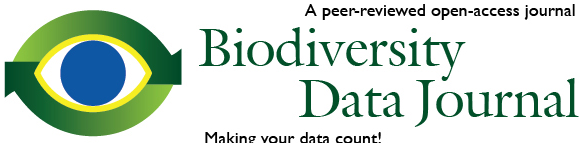 A peer-reviewed open-access journal
Biodiversity
Data Journal
Making your data count!